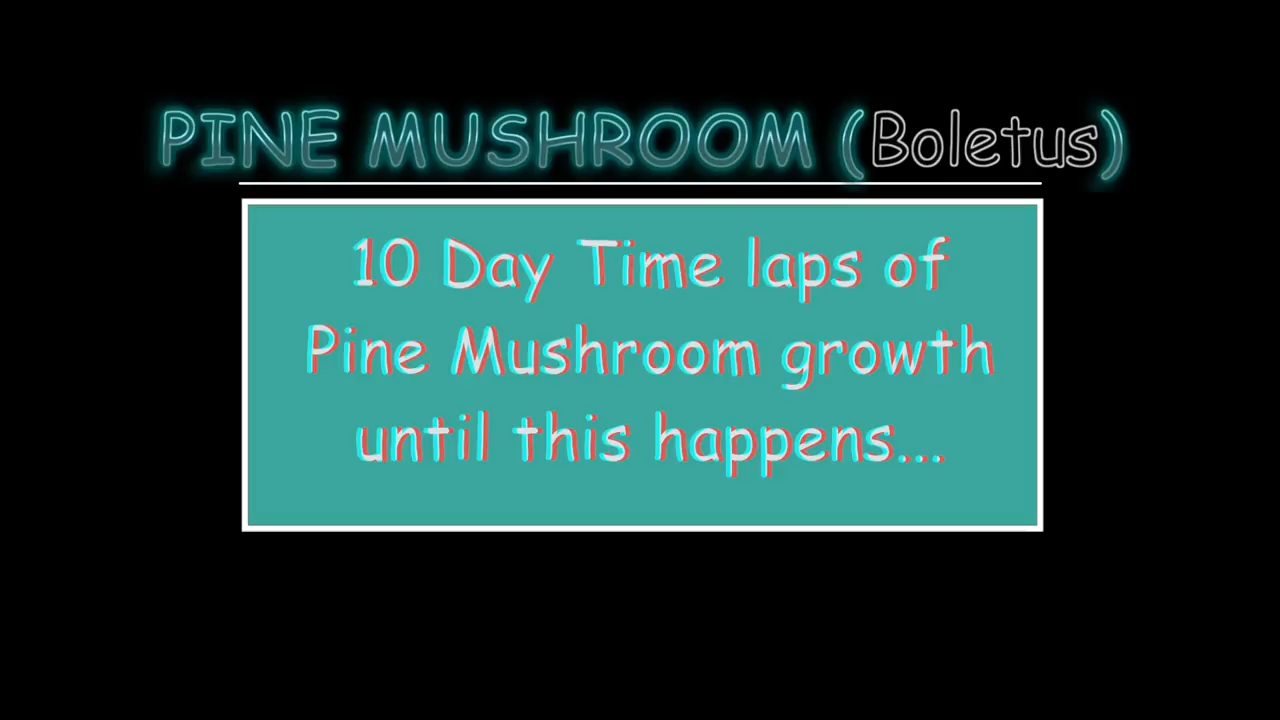 PINE MUSHROOM (Boletus)
10 Day Time laps of
Pine Mushroom growth
until this happens...